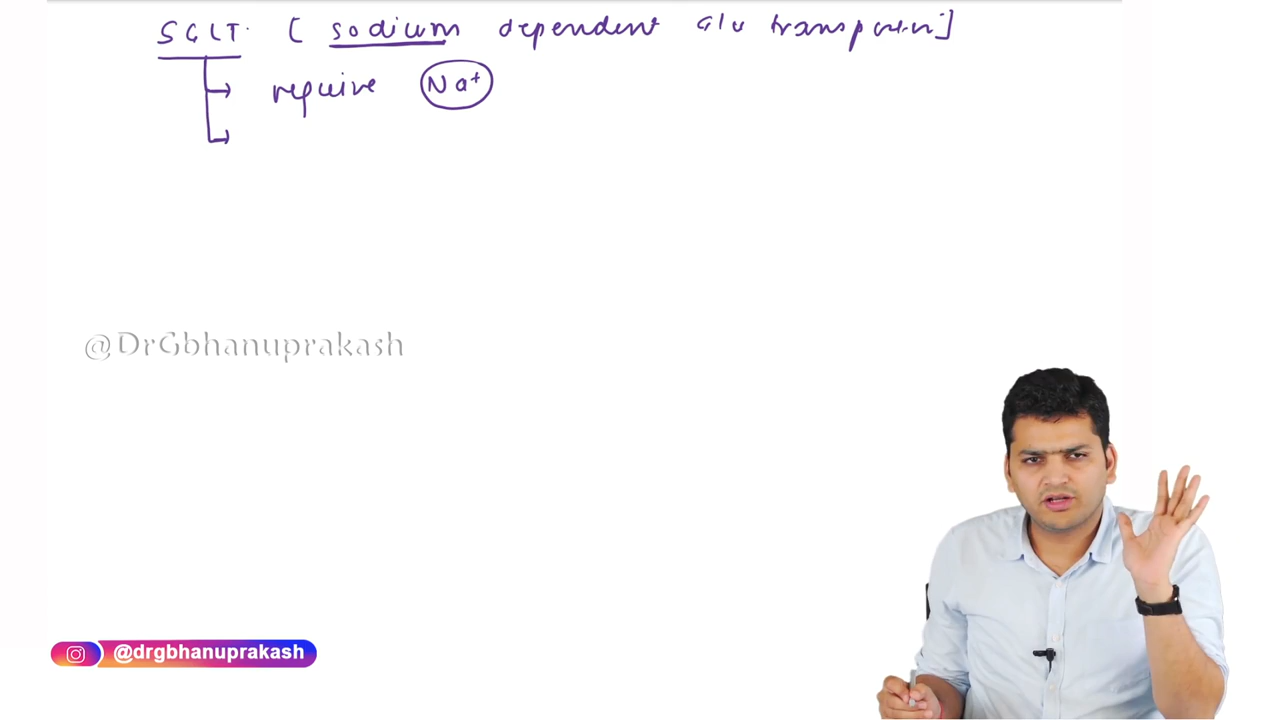 SGLT. [sodium dependent Glu transporter]
→ require Na⁺
@DrGbhanuprakash
@drgbhanuprakash